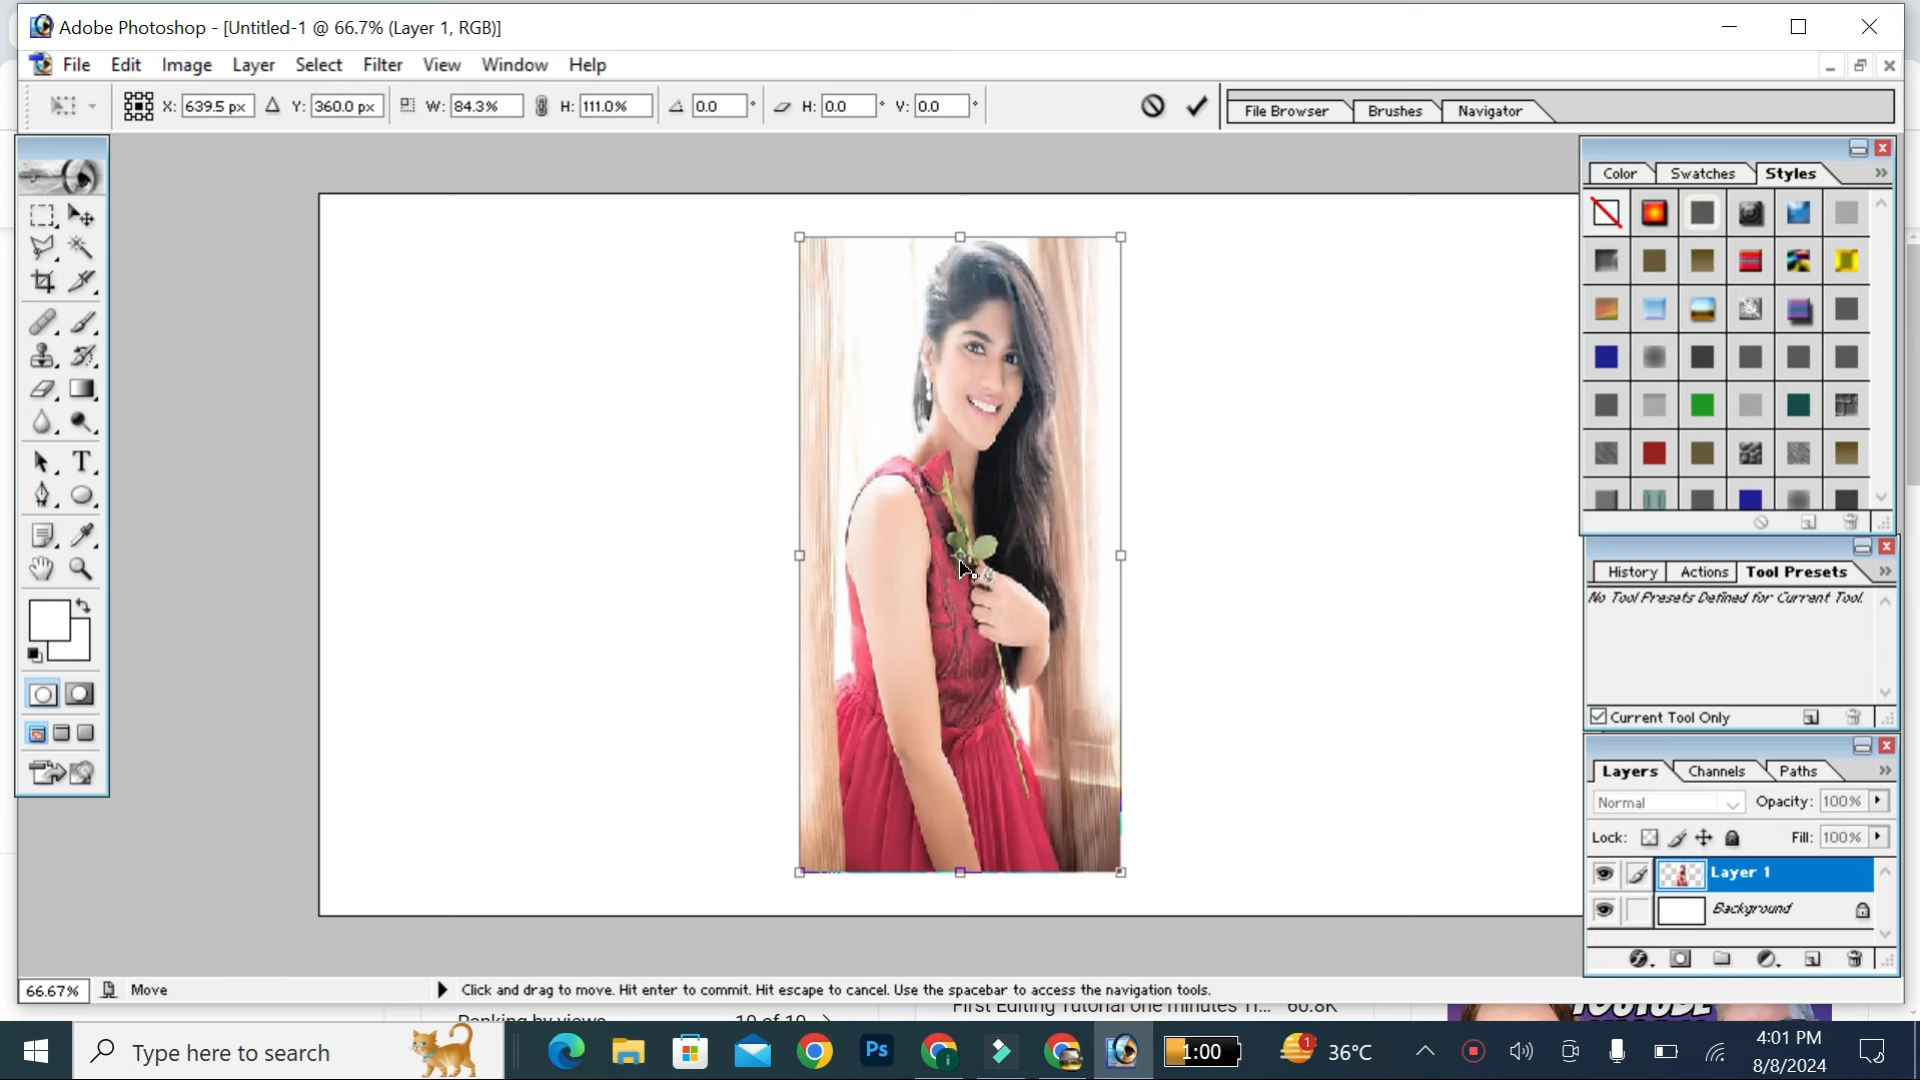 Adobe Photoshop - [Untitled-1 @ 66.7% (Layer 1, RGB)]
File Edit Image Layer Select Filter View Window Help
X: 639.5 px Y: 360.0 px W: 84.3% H: 111.0% 0.0 ° H: 0.0 ° V: 0.0 °
File Browser Brushes Navigator
Color Swatches Styles
T
History Actions Tool Presets
No Tool Presets Defined for Current Tool.
Current Tool Only
Layers Channels Paths
Normal Opacity: 100%
Lock: Fill: 100%
Layer 1
Background
66.67% Move Click and drag to move. Hit enter to commit. Hit escape to cancel. Use the spacebar to access the navigation tools.
Ranking by views 10 of 10 First Editing Tutorial one minutes 60.8K
YOUTUBE
Type here to search Ps 1:00 1 36°C 4:01 PM
8/8/2024